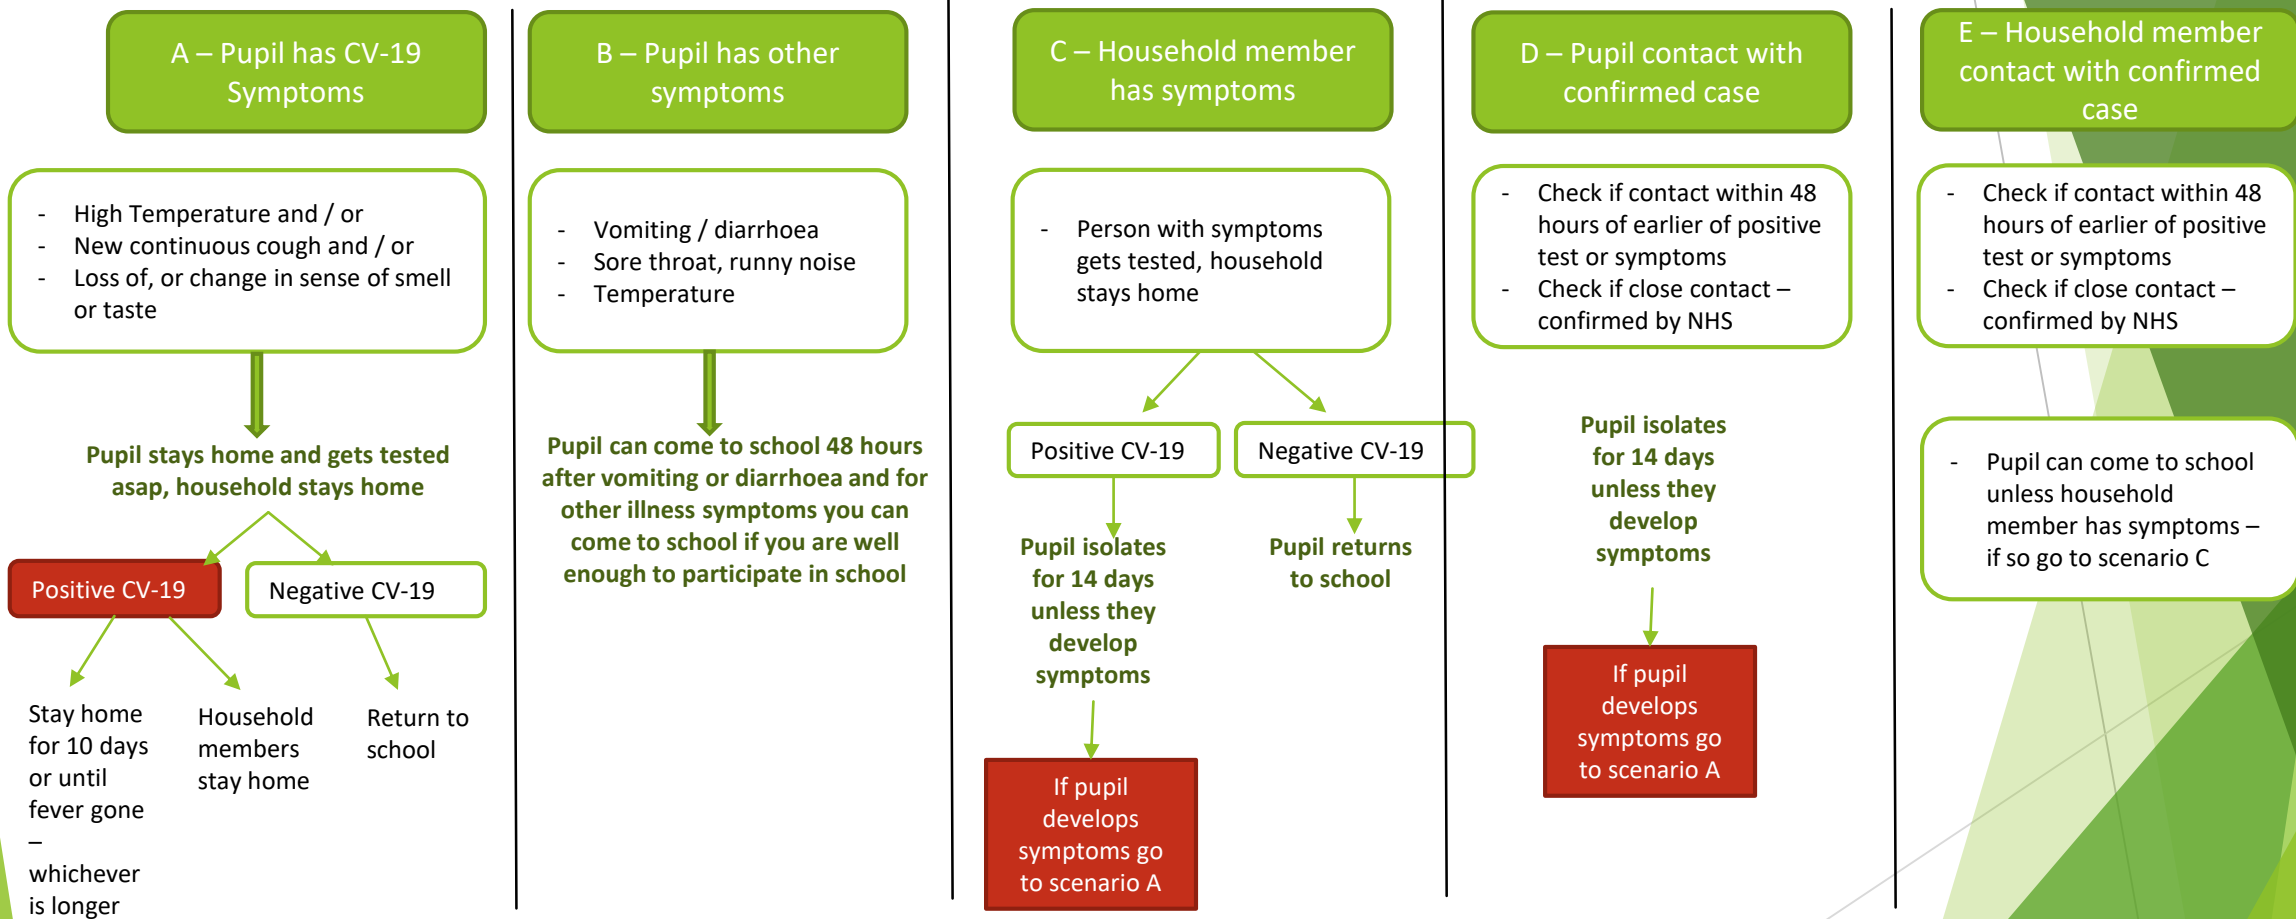 A – Pupil has CV-19
Symptoms
- High Temperature and / or
- New continuous cough and / or
- Loss of, or change in sense of smell
or taste
Pupil stays home and gets tested
asap, household stays home
Positive CV-19
Negative CV-19
Stay home
for 10 days
or until
fever gone
–
whichever
is longer
Household
members
stay home
Return to
school
B – Pupil has other
symptoms
- Vomiting / diarrhoea
- Sore throat, runny noise
- Temperature
Pupil can come to school 48 hours
after vomiting or diarrhoea and for
other illness symptoms you can
come to school if you are well
enough to participate in school
C – Household member
has symptoms
- Person with symptoms
gets tested, household
stays home
Positive CV-19
Negative CV-19
Pupil isolates
for 14 days
unless they
develop
symptoms
Pupil returns
to school
If pupil
develops
symptoms go
to scenario A
D – Pupil contact with
confirmed case
- Check if contact within 48
hours of earlier of positive
test or symptoms
- Check if close contact –
confirmed by NHS
Pupil isolates
for 14 days
unless they
develop
symptoms
If pupil
develops
symptoms go
to scenario A
E – Household member
contact with confirmed
case
- Check if contact within 48
hours of earlier of positive
test or symptoms
- Check if close contact –
confirmed by NHS
- Pupil can come to school
unless household
member has symptoms –
if so go to scenario C